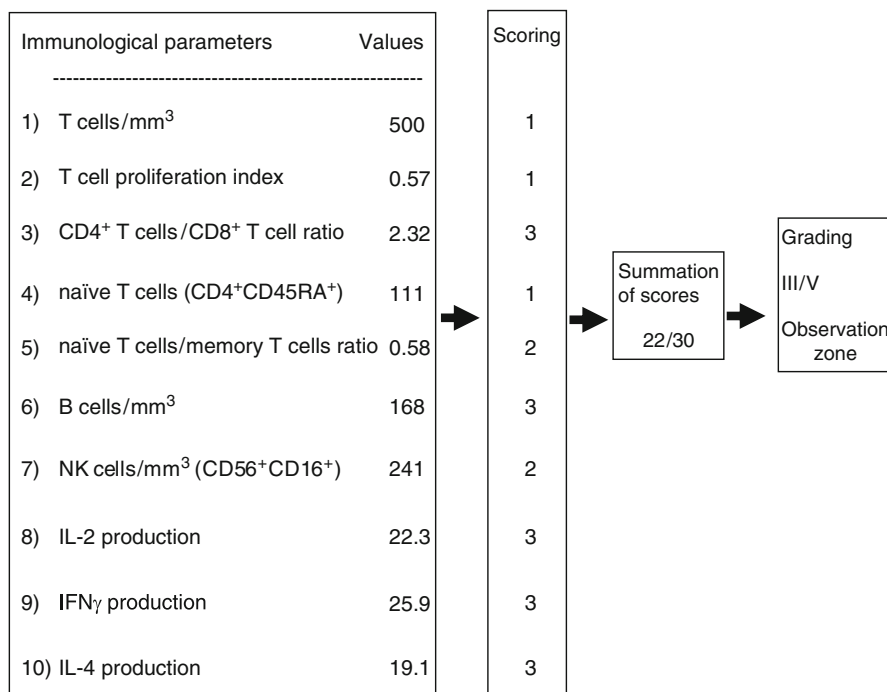 Immunological parameters Values Scoring
------------------------------------------------------------
1) T cells/mm³ 500 1
2) T cell proliferation index 0.57 1
3) CD4⁺ T cells/CD8⁺ T cell ratio 2.32 3
4) naïve T cells (CD4⁺CD45RA⁺) 111 1
5) naïve T cells/memory T cells ratio 0.58 2
6) B cells/mm³ 168 3
7) NK cells/mm³ (CD56⁺CD16⁺) 241 2
8) IL-2 production 22.3 3
9) IFNγ production 25.9 3
10) IL-4 production 19.1 3
Summation
of scores
22/30
Grading
III/V
Observation
zone